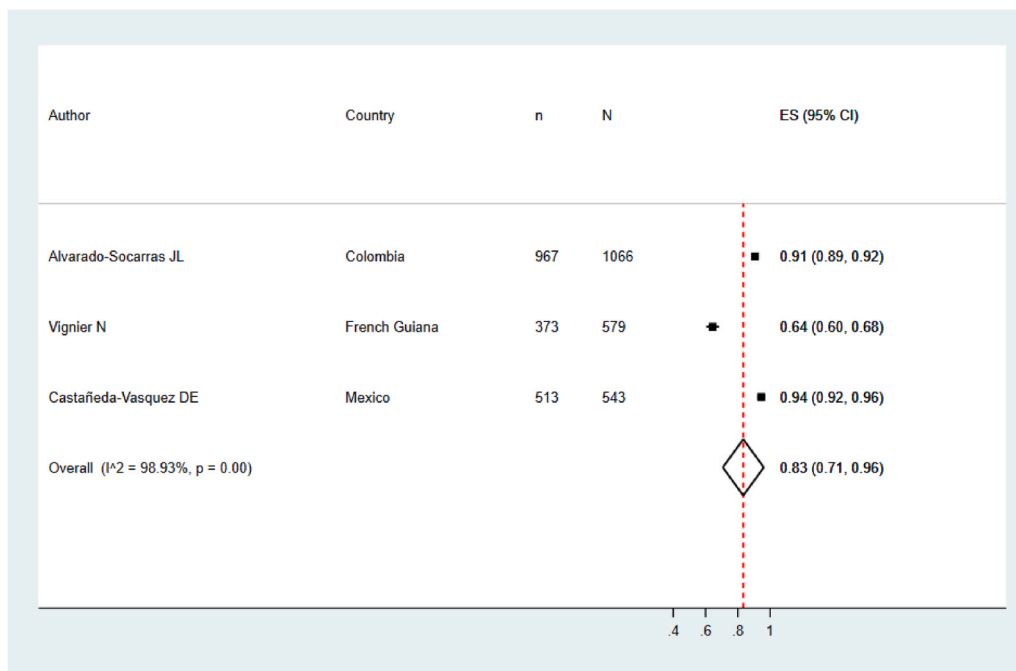 Author Country n N ES (95% CI)
Alvarado-Socarras JL Colombia 967 1066 0.91 (0.89, 0.92)
Vignier N French Guiana 373 579 0.64 (0.60, 0.68)
Castañeda-Vasquez DE Mexico 513 543 0.94 (0.92, 0.96)
Overall (I^2 = 98.93%, p = 0.00) 0.83 (0.71, 0.96)
.4 .6 .8 1